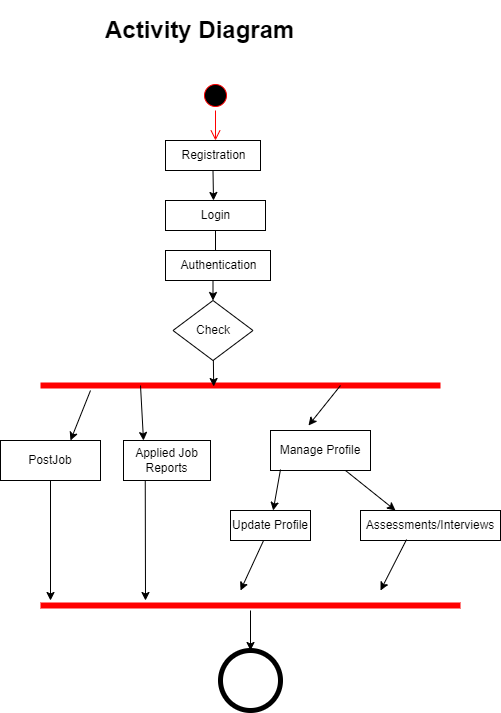 Activity Diagram
Registration
Login
Authentication
Check
PostJob
Applied Job
Reports
Manage Profile
Update Profile
Assessments/Interviews